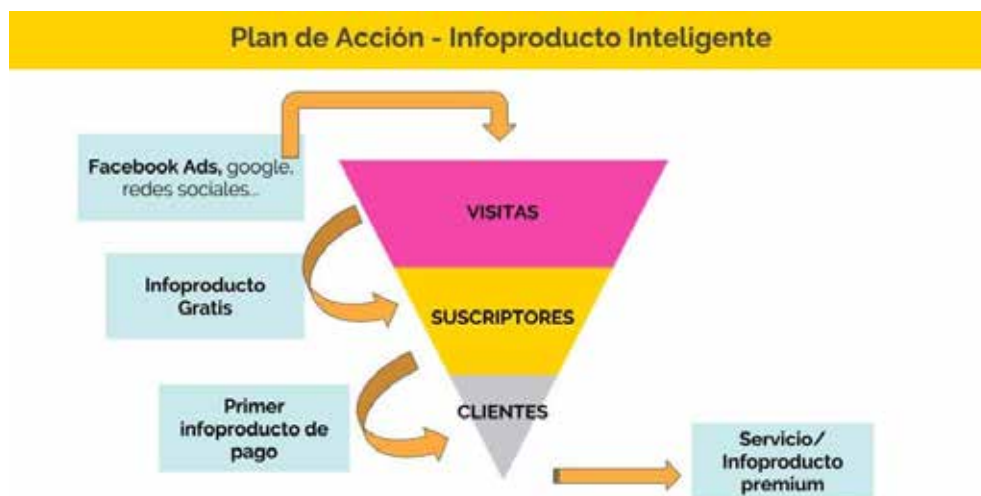 Plan de Acción - Infoproducto Inteligente
Facebook Ads, google,
redes sociales...
VISITAS
Infoproducto
Gratis
SUSCRIPTORES
Primer
infoproducto de
pago
CLIENTES
Servicio/
Infoproducto
premium